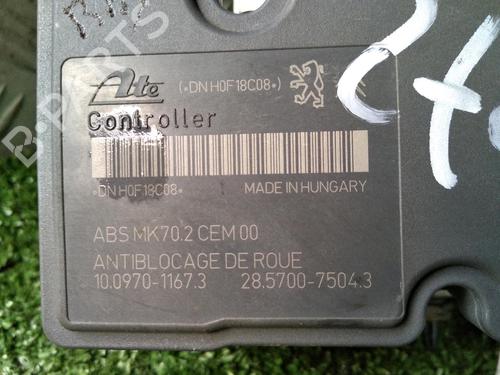 Ate (*DN H0F18C08*)
Controller
*DN H0F18C08* MADE IN HUNGARY
ABS MK70.2 CEM 00
ANTIBLOCAGE DE ROUE
10.0970-1167.3 28.5700-7504.3
B-PARTS